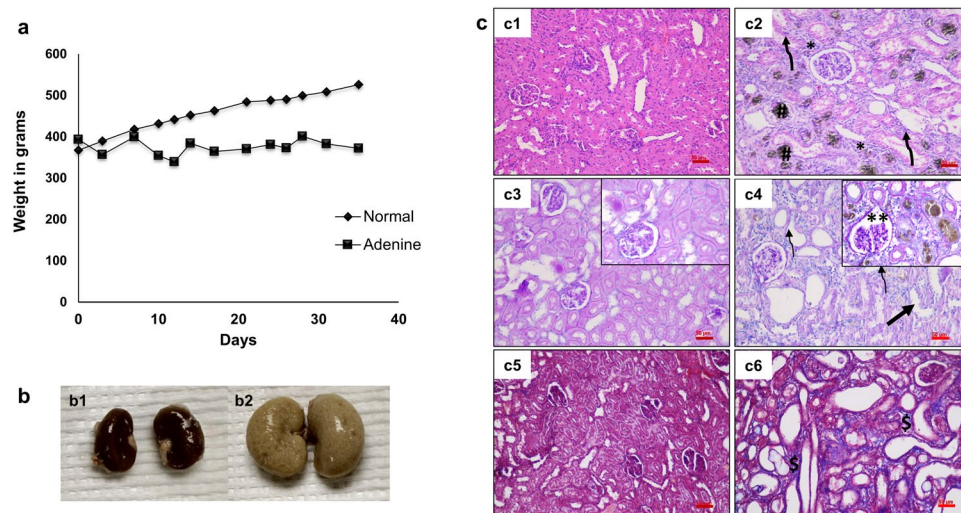 a
600
500
400
300
200
100
0
0 10 20 30 40
Weight in grams
Days
Normal
Adenine
b
b1
b2
c
c1
c2
*
#
#
*
c3
c4
**
c5
c6
$
$